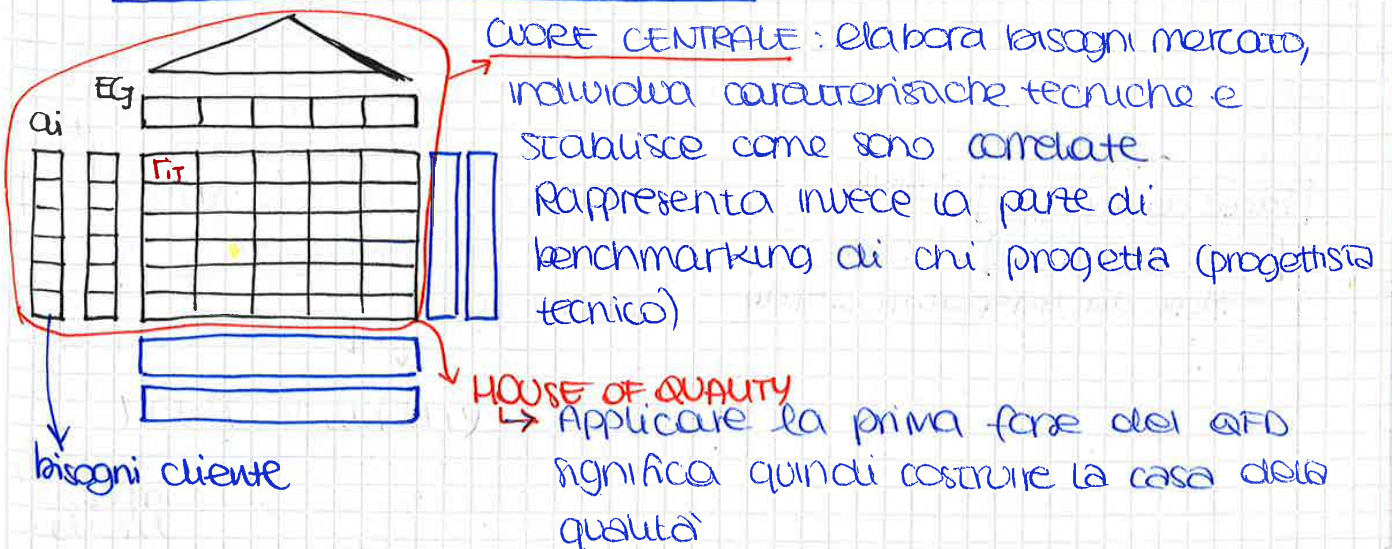 CUORE CENTRALE: elabora bisogni mercato,
individua caratteristiche tecniche e
stabilisce come sono correlate.
Rappresenta invece la parte di
benchmarking di chi progetta (progettista
tecnico)
ECj
ai
rij
HOUSE OF QUALITY
↳ Applicare la prima fase del QFD
significa quindi costruire la casa della
qualità
bisogni cliente